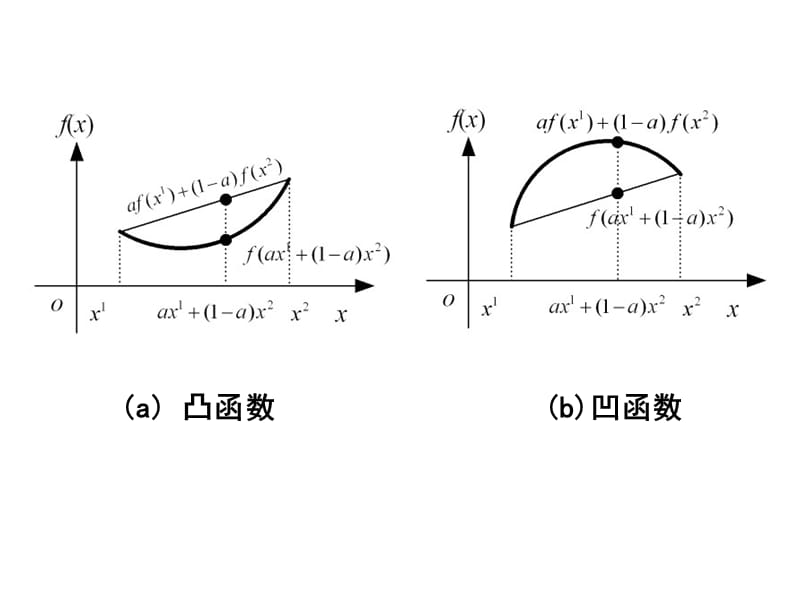 f(x)
af(x¹)+(1−a)f(x²)
f(ax¹+(1−a)x²)
O
x¹
ax¹+(1−a)x²
x²
x
(a) 凸函数
f(x)
af(x¹)+(1−a)f(x²)
f(ax¹+(1−a)x²)
O
x¹
ax¹+(1−a)x²
x²
x
(b)凹函数